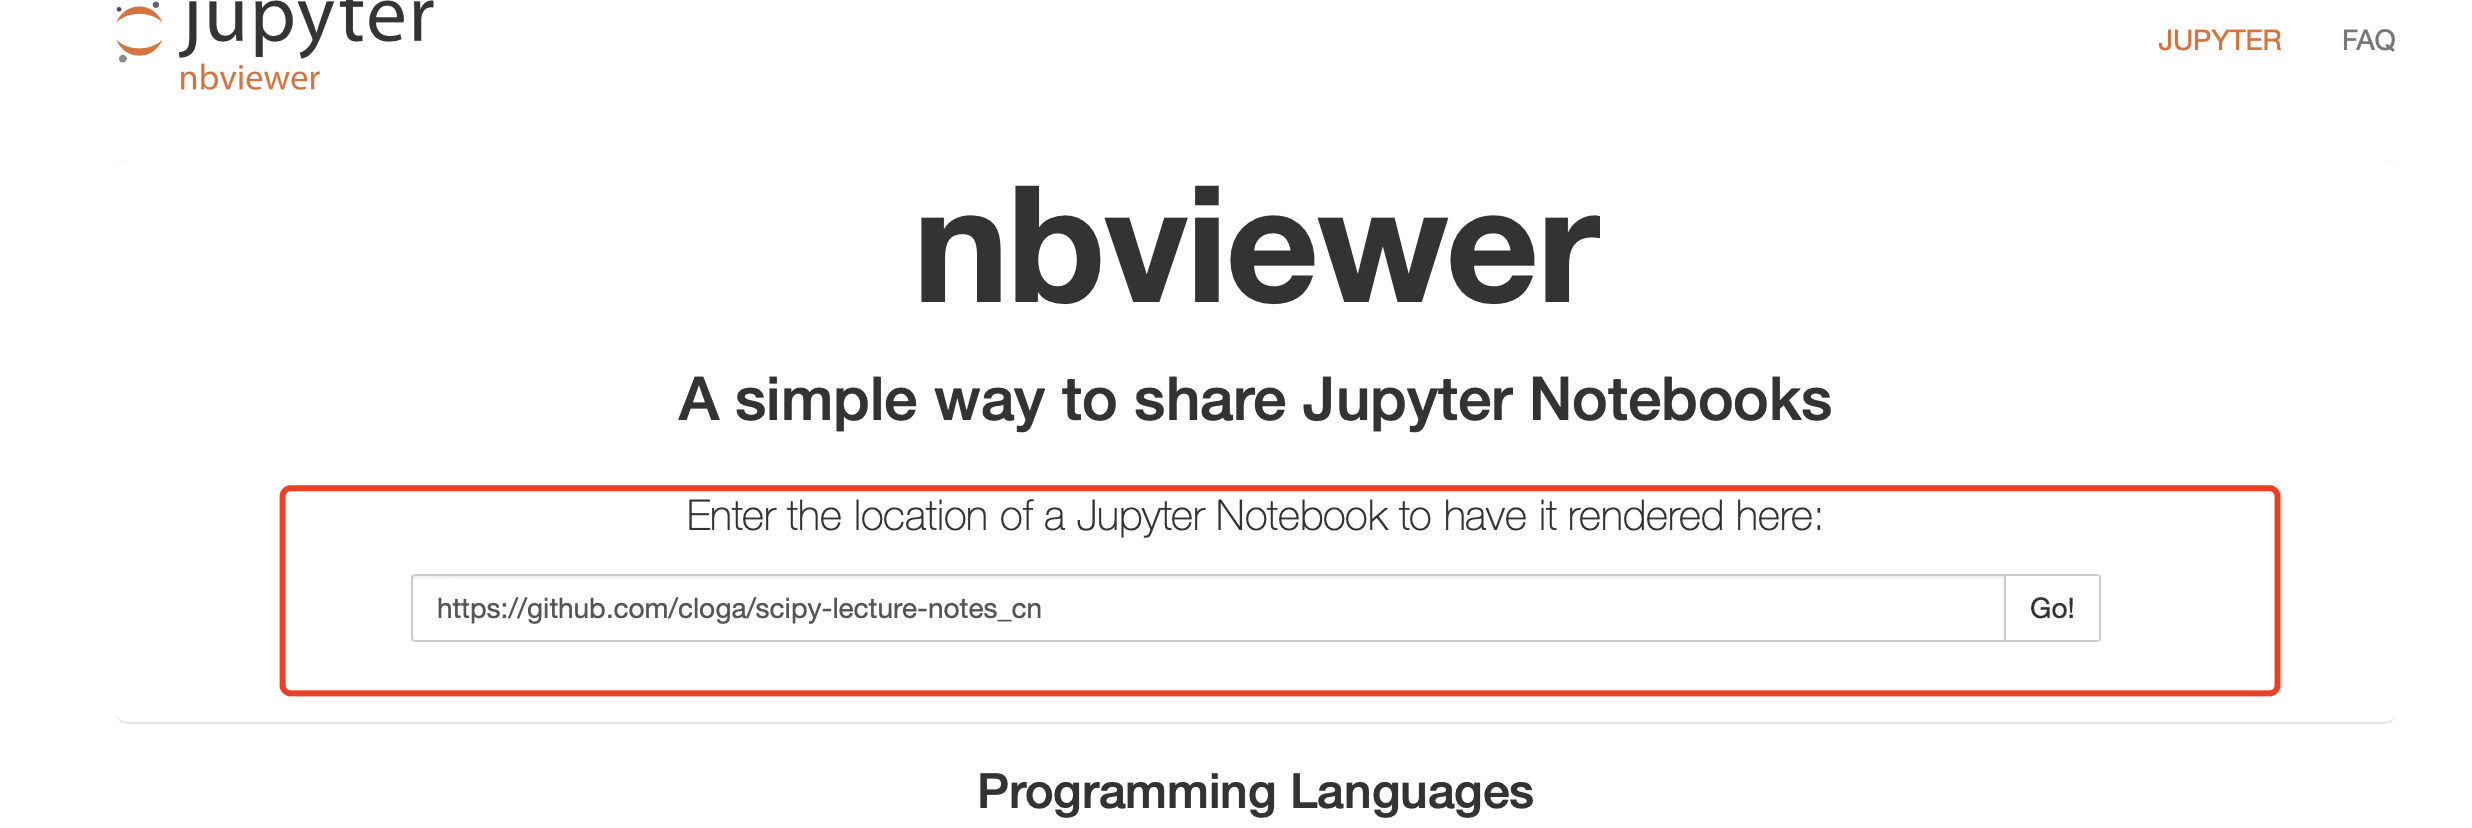 jupyter
nbviewer
JUPYTER FAQ
nbviewer
A simple way to share Jupyter Notebooks
Enter the location of a Jupyter Notebook to have it rendered here:
https://github.com/cloga/scipy-lecture-notes_cn Go!
Programming Languages